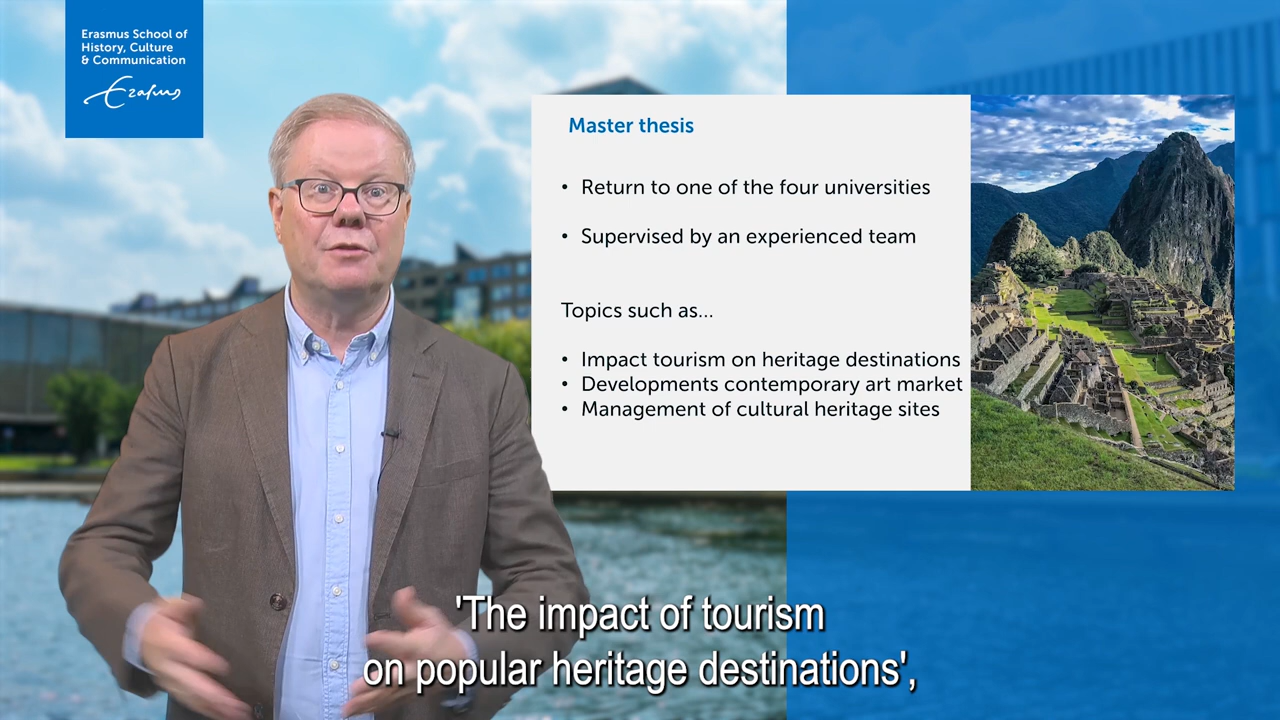 Erasmus School of
History, Culture
& Communication
Erasmus
Master thesis
• Return to one of the four universities
• Supervised by an experienced team
Topics such as...
• Impact tourism on heritage destinations
• Developments contemporary art market
• Management of cultural heritage sites
'The impact of tourism
on popular heritage destinations',